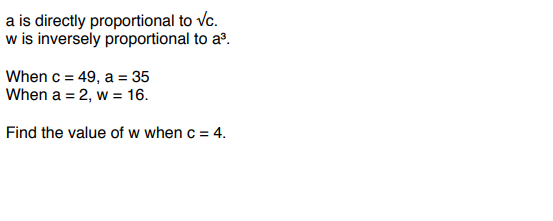 a is directly proportional to √c.
w is inversely proportional to a³.
When c = 49, a = 35
When a = 2, w = 16.
Find the value of w when c = 4.